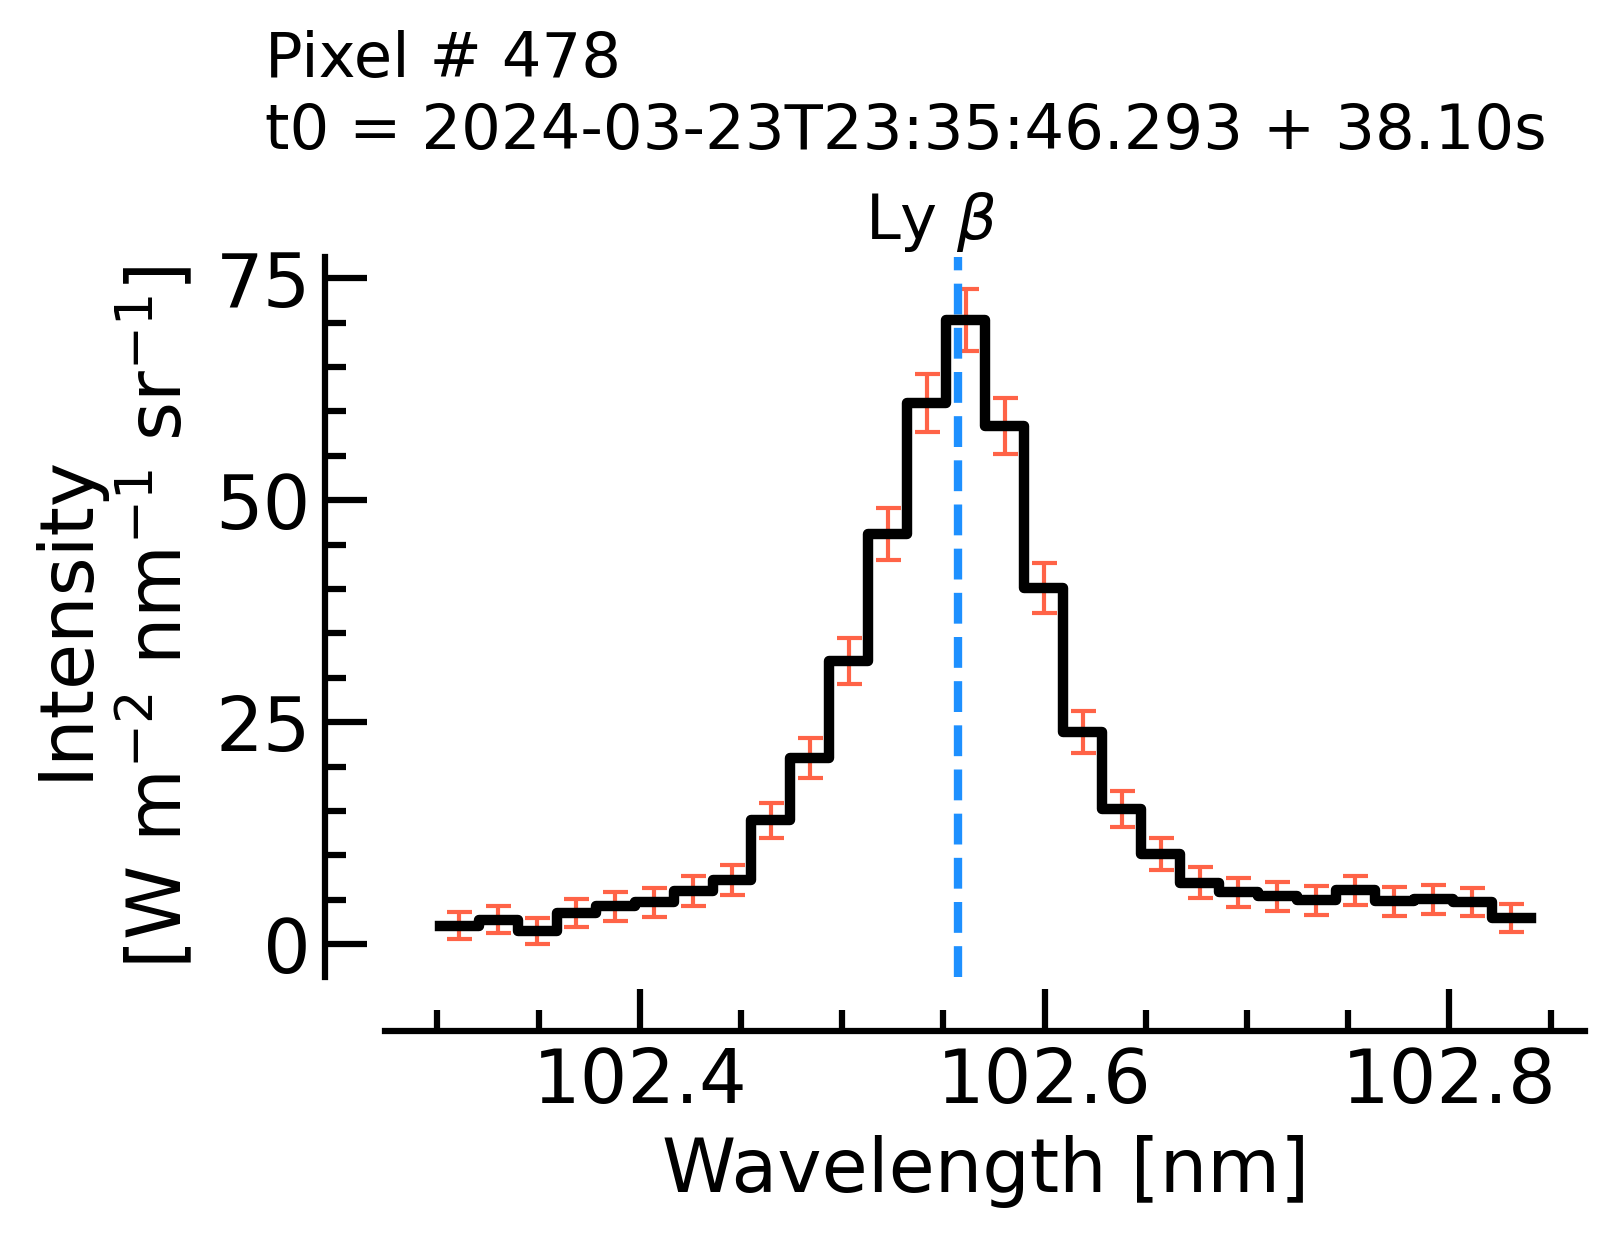 Pixel # 478
t0 = 2024-03-23T23:35:46.293 + 38.10s
Ly β
Intensity
[W m⁻² nm⁻¹ sr⁻¹]
75
50
25
0
102.4 102.6 102.8
Wavelength [nm]